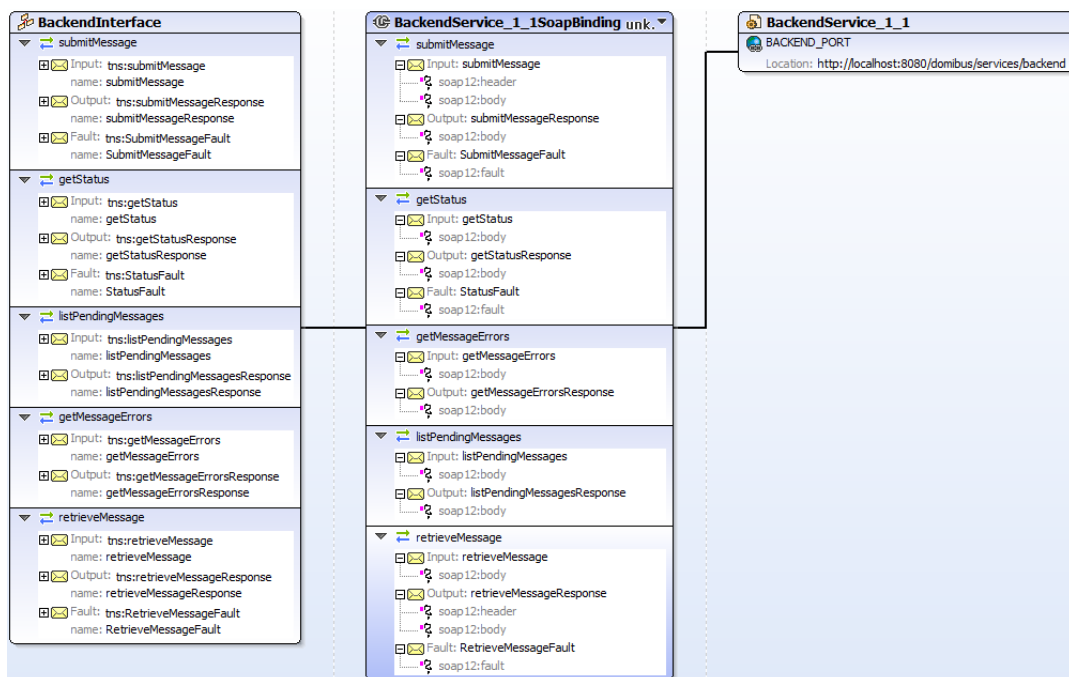 BackendInterface
submitMessage
Input: tns:submitMessage
name: submitMessage
Output: tns:submitMessageResponse
name: submitMessageResponse
Fault: tns:SubmitMessageFault
name: SubmitMessageFault
getStatus
Input: tns:getStatus
name: getStatus
Output: tns:getStatusResponse
name: getStatusResponse
Fault: tns:StatusFault
name: StatusFault
listPendingMessages
Input: tns:listPendingMessages
name: listPendingMessages
Output: tns:listPendingMessagesResponse
name: listPendingMessagesResponse
getMessageErrors
Input: tns:getMessageErrors
name: getMessageErrors
Output: tns:getMessageErrorsResponse
name: getMessageErrorsResponse
retrieveMessage
Input: tns:retrieveMessage
name: retrieveMessage
Output: tns:retrieveMessageResponse
name: retrieveMessageResponse
Fault: tns:RetrieveMessageFault
name: RetrieveMessageFault
BackendService_1_1SoapBinding unk.
submitMessage
Input: submitMessage
soap12:header
soap12:body
Output: submitMessageResponse
soap12:body
Fault: SubmitMessageFault
soap12:fault
getStatus
Input: getStatus
soap12:body
Output: getStatusResponse
soap12:body
Fault: StatusFault
soap12:fault
getMessageErrors
Input: getMessageErrors
soap12:body
Output: getMessageErrorsResponse
soap12:body
listPendingMessages
Input: listPendingMessages
soap12:body
Output: listPendingMessagesResponse
soap12:body
retrieveMessage
Input: retrieveMessage
soap12:body
Output: retrieveMessageResponse
soap12:header
soap12:body
Fault: RetrieveMessageFault
soap12:fault
BackendService_1_1
BACKEND_PORT
Location: http://localhost:8080/domibus/services/backend